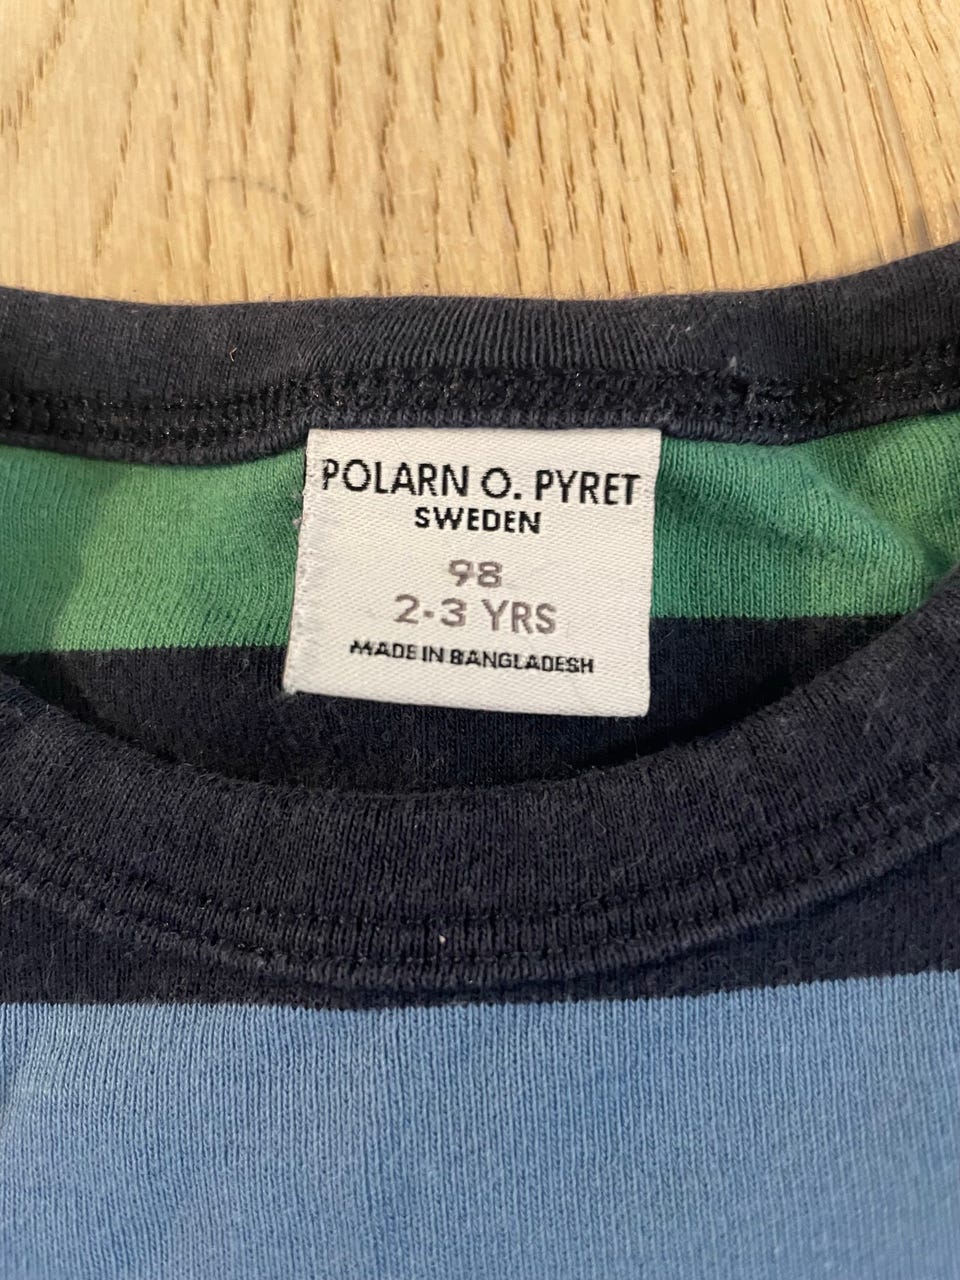 POLARN O. PYRET
SWEDEN
98
2-3 YRS
MADE IN BANGLADESH